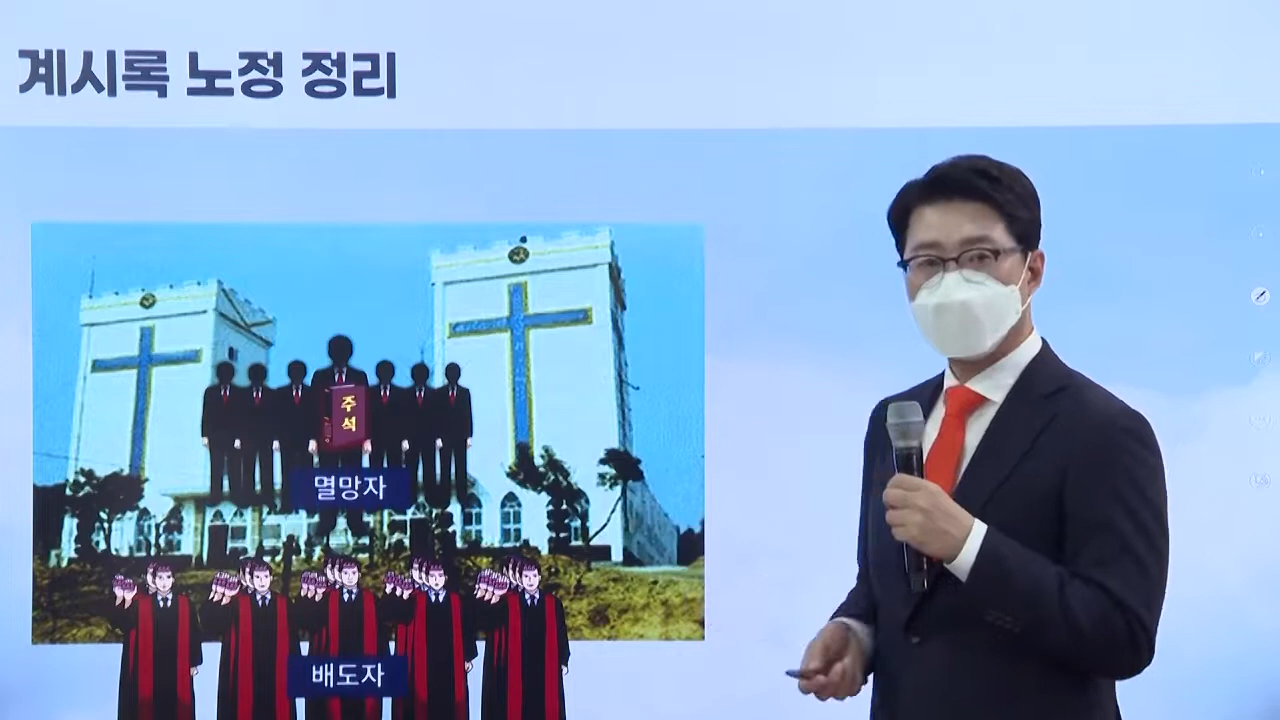 계시록 노정 정리
주
석
멸망자
배도자